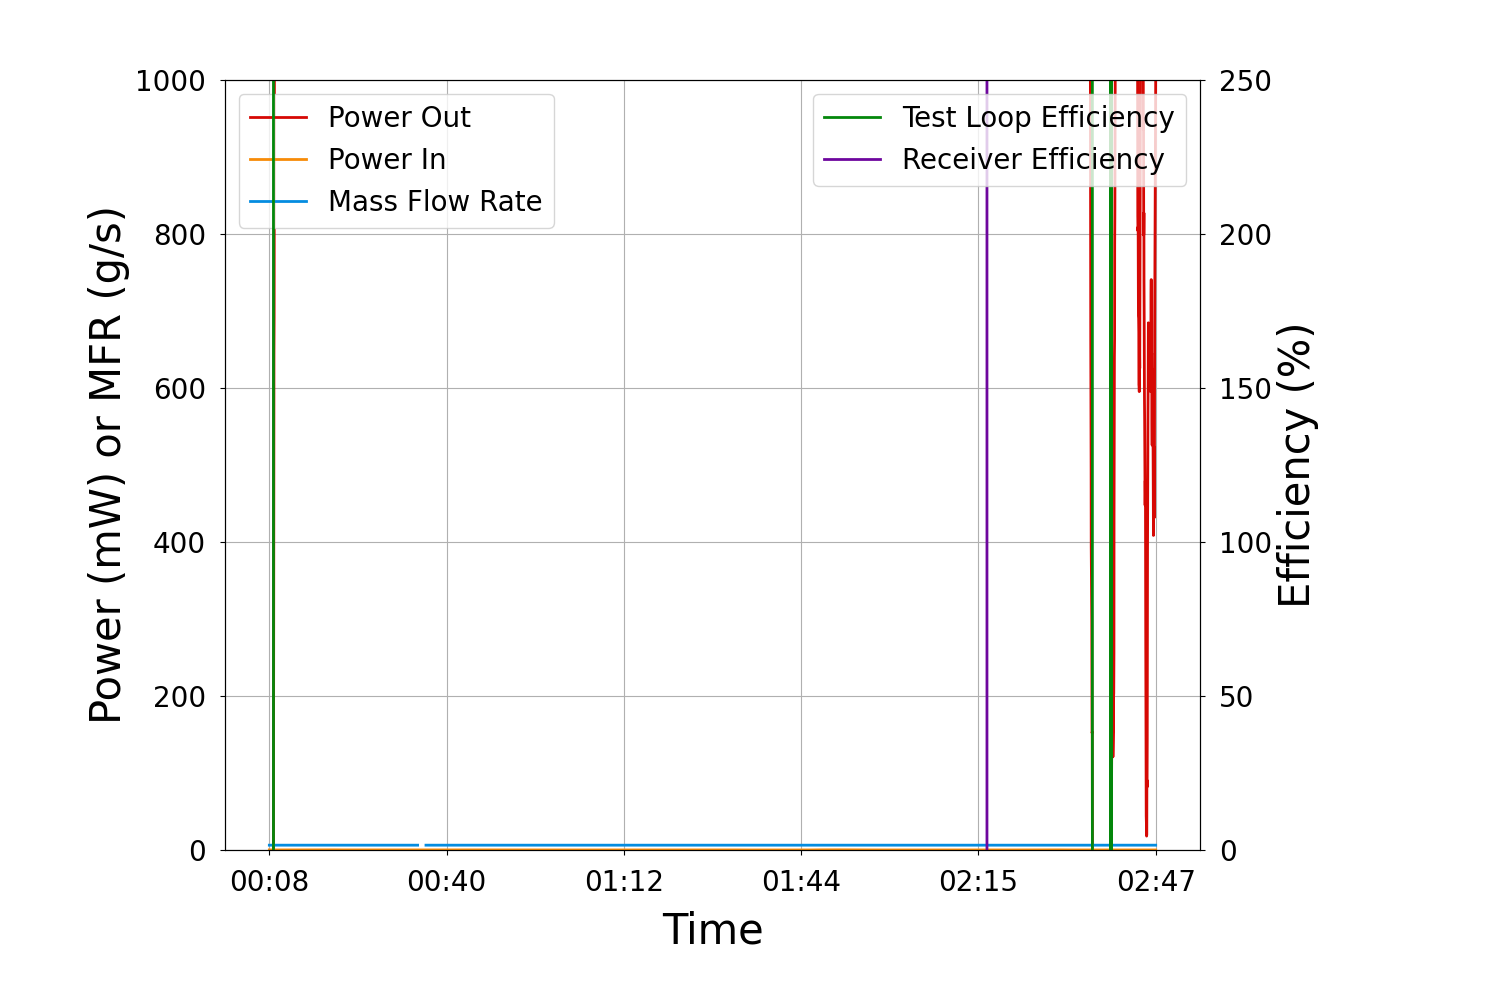 1000
800
600
400
200
0
Power (mW) or MFR (g/s)
Power Out
Power In
Mass Flow Rate
Test Loop Efficiency
Receiver Efficiency
250
200
150
100
50
0
Efficiency (%)
00:08 00:40 01:12 01:44 02:15 02:47
Time